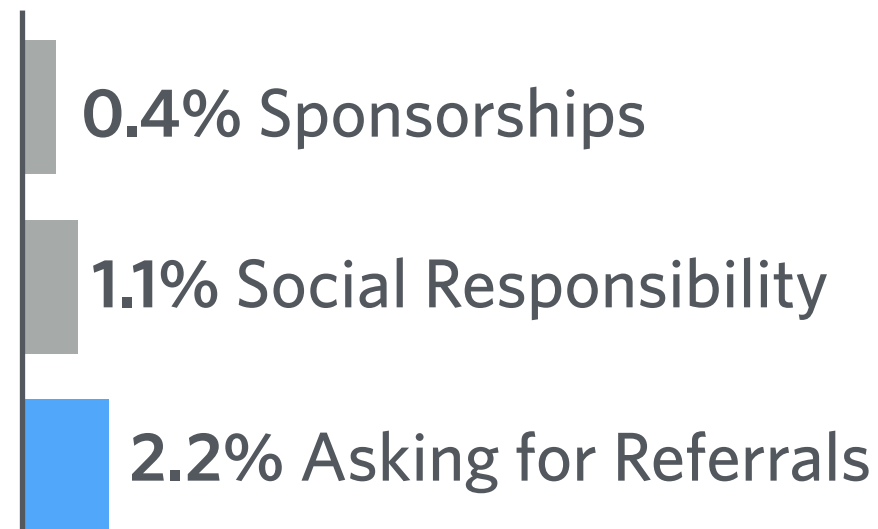 0.4% Sponsorships
1.1% Social Responsibility
2.2% Asking for Referrals